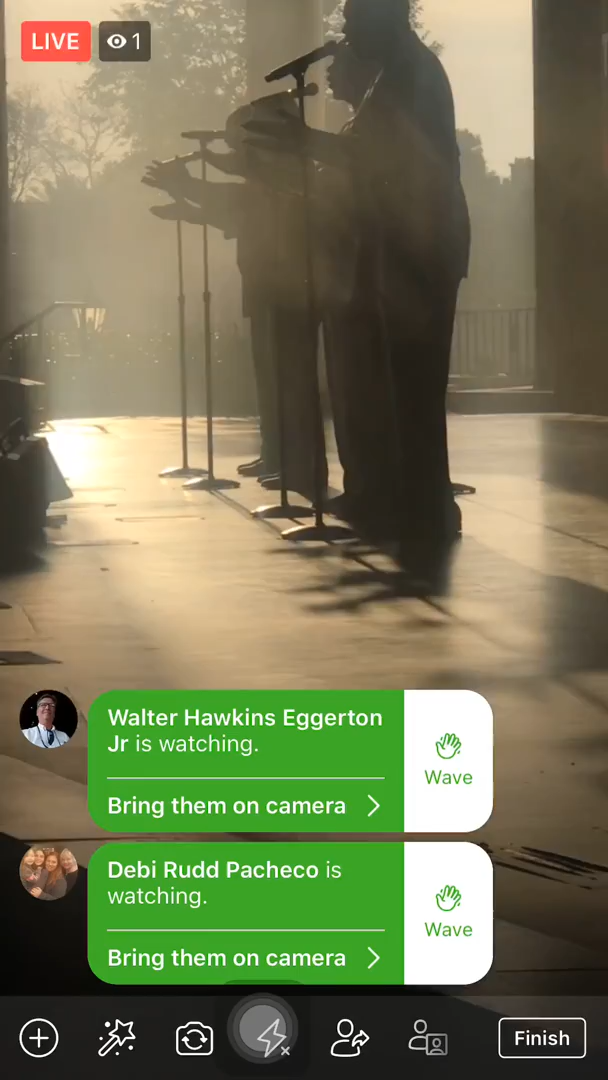 LIVE 1
Walter Hawkins Eggerton
Jr is watching.
Bring them on camera
Wave
Debi Rudd Pacheco is
watching.
Bring them on camera
Wave
Finish